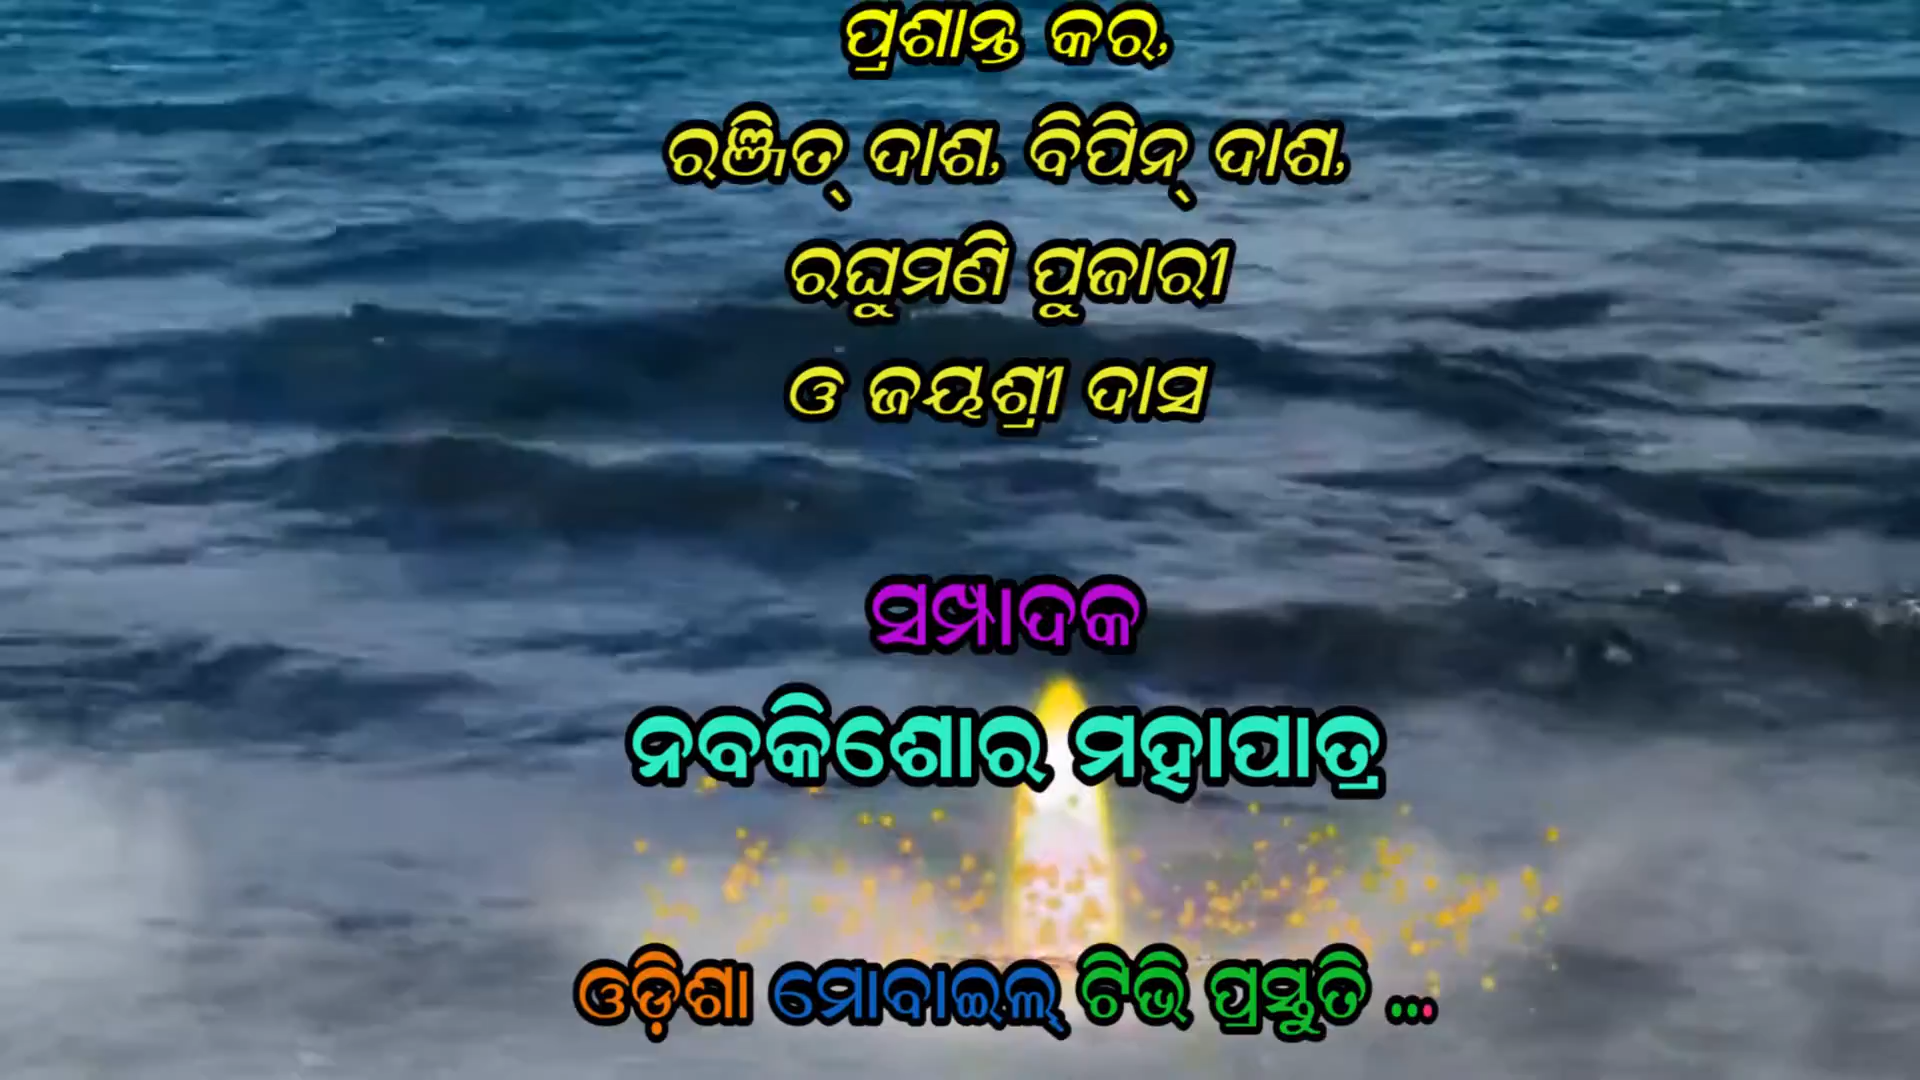 ପ୍ରଶାନ୍ତ କର,
ରଞ୍ଜିତ୍ ଦାଶ, ବିପିନ୍ ଦାଶ,
ରଘୁମଣି ପୁଜାରୀ
ଓ ଜୟଶ୍ରୀ ଦାସ
ସମ୍ପାଦକ
ନବକିଶୋର ମହାପାତ୍ର
ଓଡ଼ିଶା ମୋବାଇଲ୍ ଟିଭି ପ୍ରସ୍ତୁତି ...